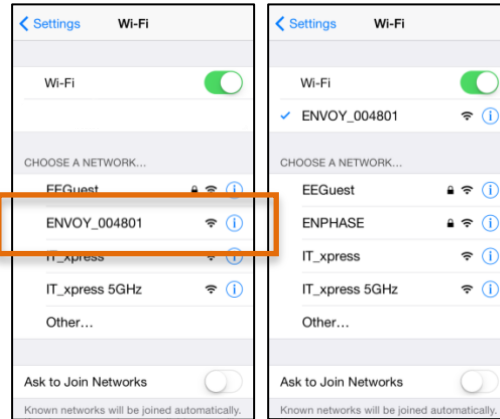 Settings Wi-Fi
Wi-Fi
CHOOSE A NETWORK...
EEGuest
ENVOY_004801
IT_xpress
IT_xpress 5GHz
Other...
Ask to Join Networks
Known networks will be joined automatically.
Settings Wi-Fi
Wi-Fi
ENVOY_004801
CHOOSE A NETWORK...
EEGuest
ENPHASE
IT_xpress
IT_xpress 5GHz
Other...
Ask to Join Networks
Known networks will be joined automatically.